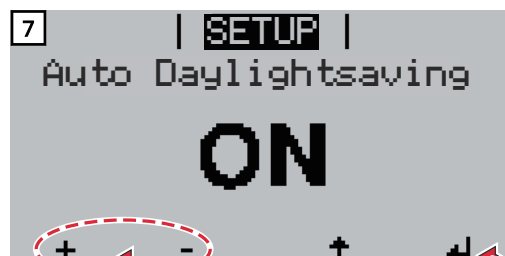 7
| SETUP |
Auto Daylightsaving
ON
+ - ↑ ↵